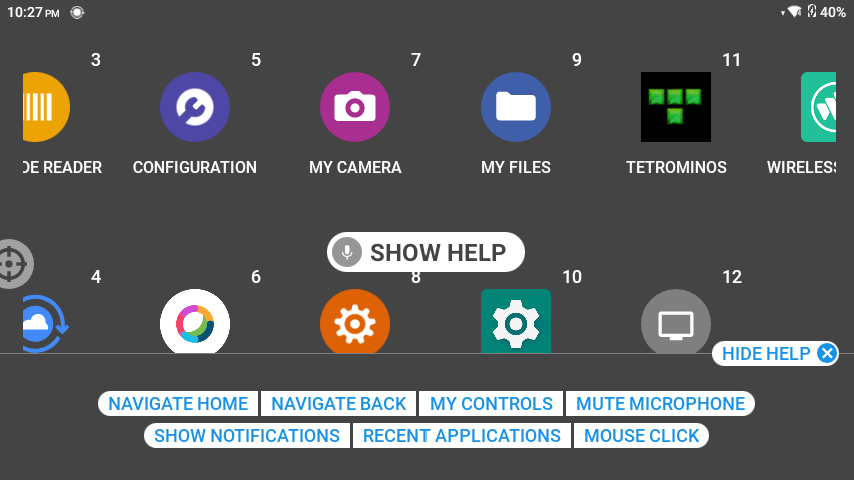 10:27 PM 40%
3 5 7 9 11
DE READER CONFIGURATION MY CAMERA MY FILES TETROMINOS WIRELESS
SHOW HELP
4 6 8 10 12
HIDE HELP
NAVIGATE HOME NAVIGATE BACK MY CONTROLS MUTE MICROPHONE
SHOW NOTIFICATIONS RECENT APPLICATIONS MOUSE CLICK